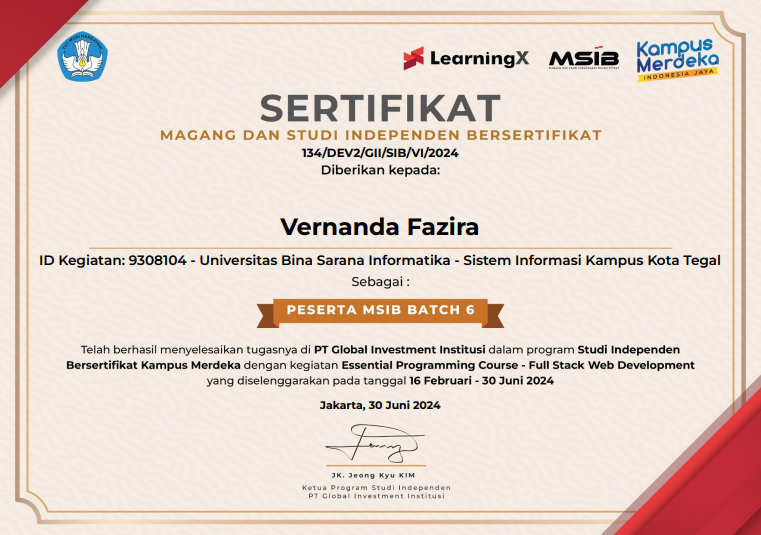 LearningX
MSIB
Kampus
Merdeka
INDONESIA JAYA
SERTIFIKAT
MAGANG DAN STUDI INDEPENDEN BERSERTIFIKAT
134/DEV2/GII/SIB/VI/2024
Diberikan kepada:
Vernanda Fazira
ID Kegiatan: 9308104 - Universitas Bina Sarana Informatika - Sistem Informasi Kampus Kota Tegal
Sebagai :
PESERTA MSIB BATCH 6
Telah berhasil menyelesaikan tugasnya di PT Global Investment Institusi dalam program Studi Independen
Bersertifikat Kampus Merdeka dengan kegiatan Essential Programming Course - Full Stack Web Development
yang diselenggarakan pada tanggal 16 Februari - 30 Juni 2024
Jakarta, 30 Juni 2024
JK. Jeong Kyu KIM
Ketua Program Studi Independen
PT Global Investment Institusi